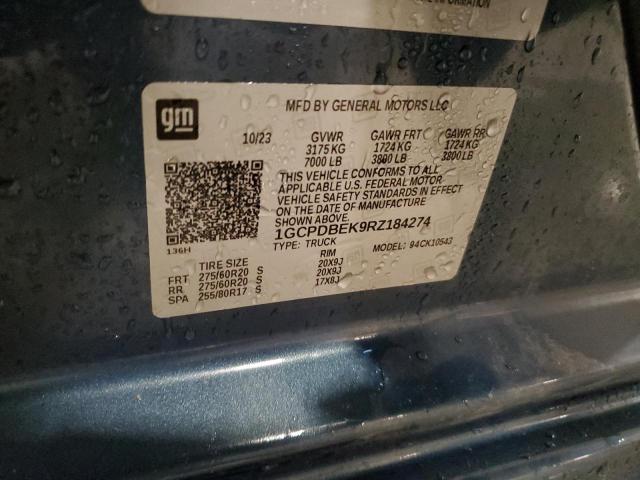 INFORMATION
gm
MFD BY GENERAL MOTORS LLC
10/23 GVWR GAWR FRT GAWR RR
3175 KG 1724 KG 1724 KG
7000 LB 3800 LB 3800 LB
THIS VEHICLE CONFORMS TO ALL
APPLICABLE U.S. FEDERAL MOTOR
VEHICLE SAFETY STANDARDS IN EFFECT
ON THE DATE OF MANUFACTURE
SHOWN ABOVE.
1GCPDBEK9RZ184274
TYPE: TRUCK MODEL: 94CK10543
136H
TIRE SIZE RIM
FRT 275/60R20 S 20X9J
RR 275/60R20 S 20X9J
SPA 255/80R17 S 17X8J